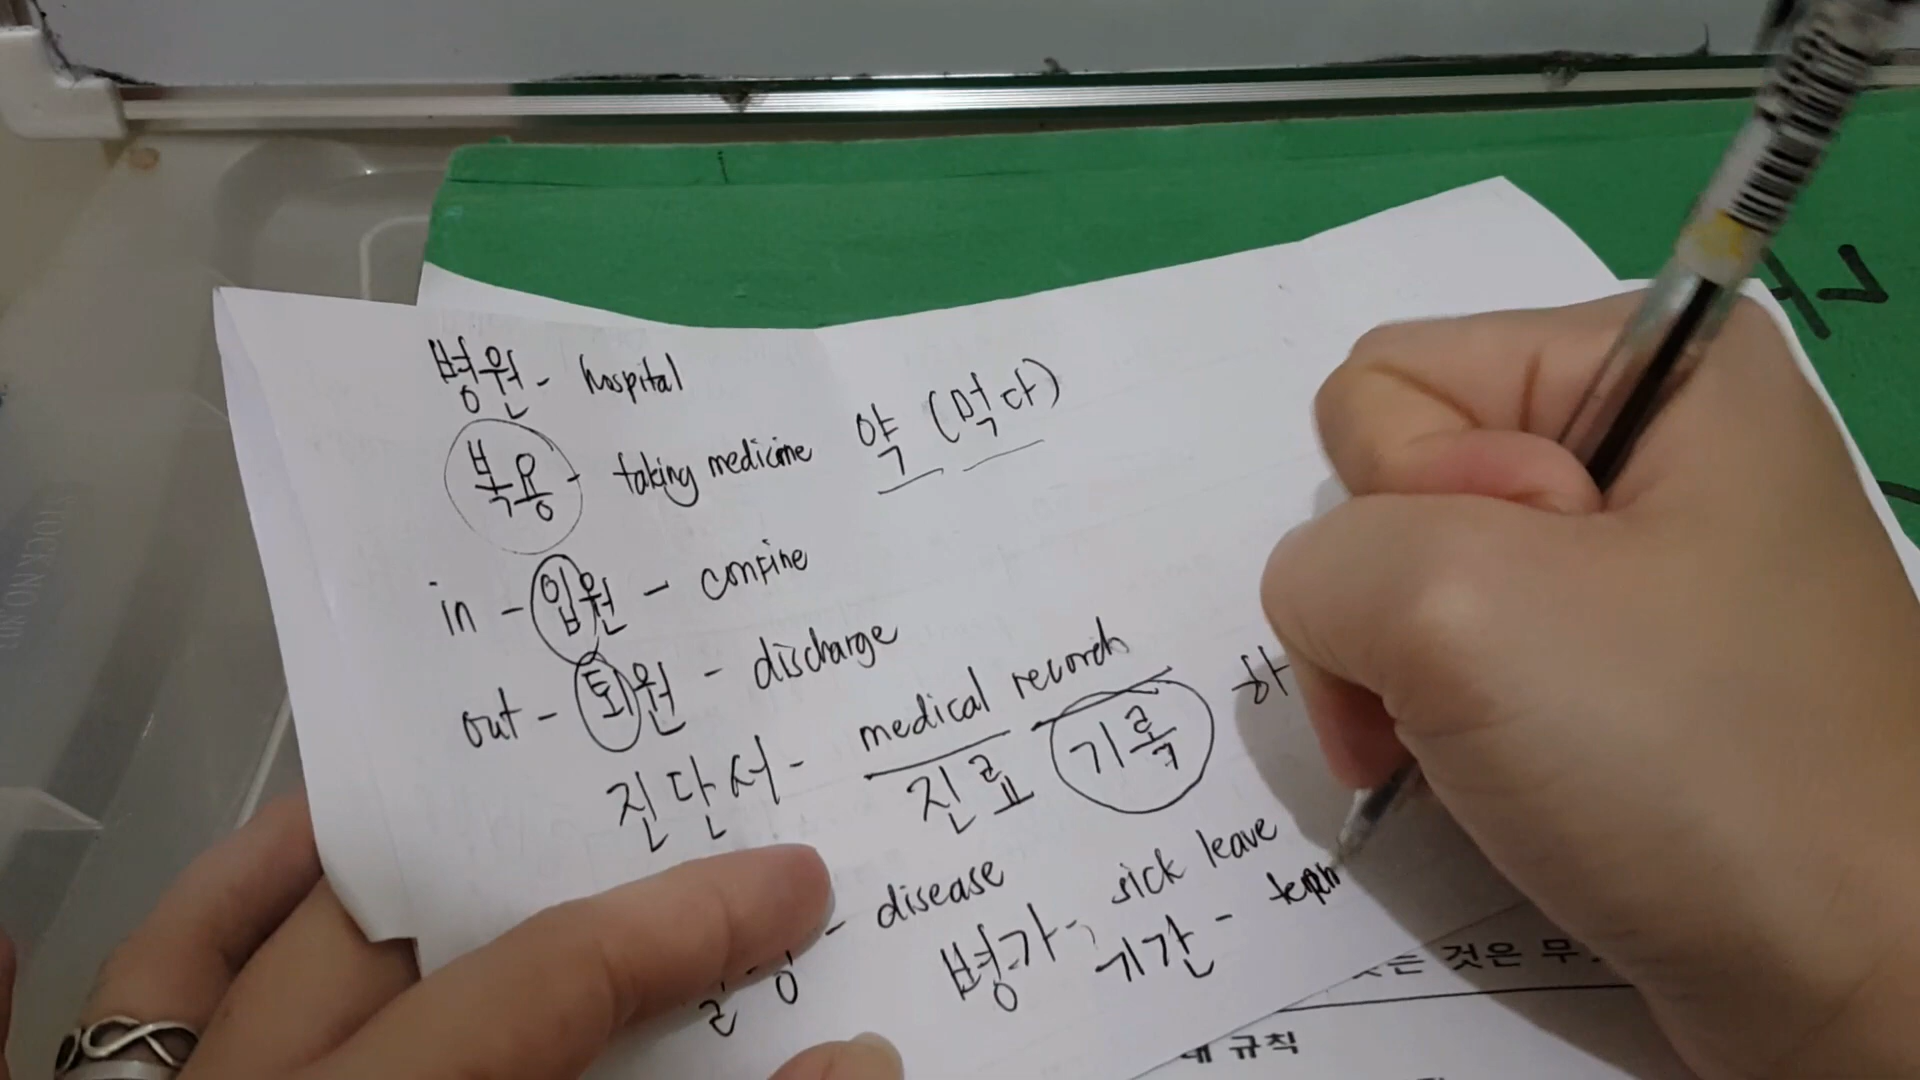 병원 - hospital
복용 - taking medicine 약 (먹다)
in - 입원 - confine
out - 퇴원 - discharge
진단서 - medical record
진료 기록 하
- disease
병가 - sick leave
기간 -
것은 무
내 규칙